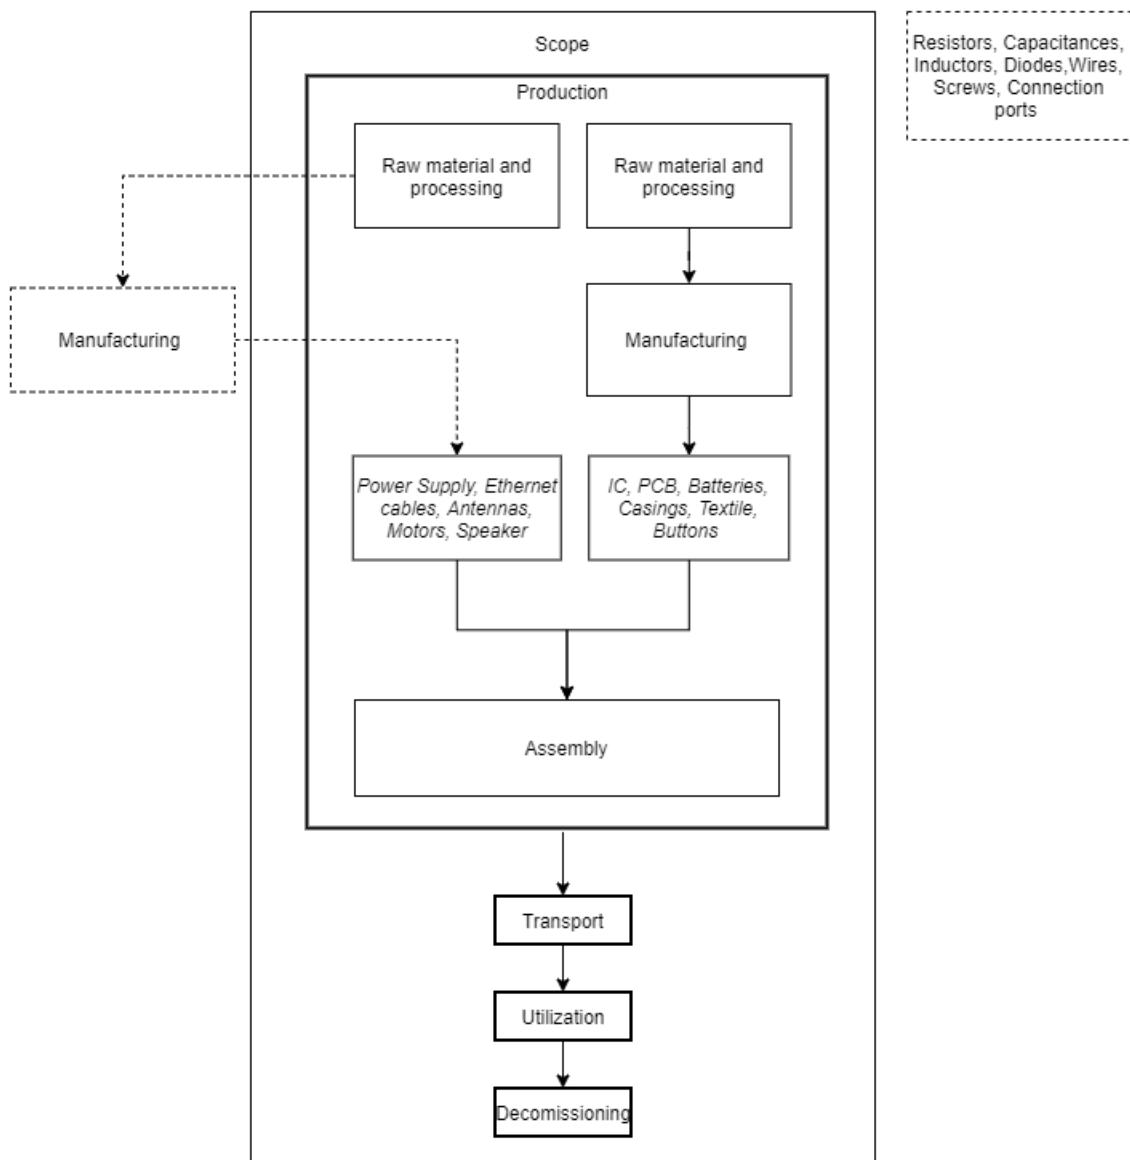 Scope
Resistors, Capacitances,
Inductors, Diodes,Wires,
Screws, Connection
ports
Production
Raw material and
processing
Raw material and
processing
Manufacturing
Manufacturing
Power Supply, Ethernet
cables, Antennas,
Motors, Speaker
IC, PCB, Batteries,
Casings, Textile,
Buttons
Assembly
Transport
Utilization
Decomissioning